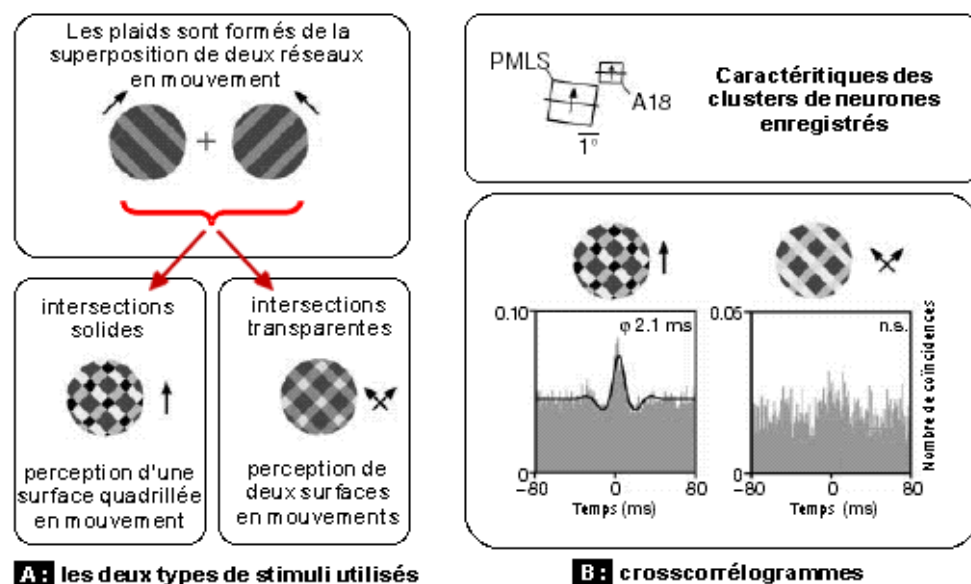 Les plaids sont formés de la
superposition de deux réseaux
en mouvement
+
intersections
solides
perception d'une
surface quadrillée
en mouvement
intersections
transparentes
perception de
deux surfaces
en mouvements
A : les deux types de stimuli utilisés
PMLS
A18
1°
Caractéritiques des
clusters de neurones
enregistrés
0.10
φ 2.1 ms
0
-80
0
80
Temps (ms)
0.05
n.s.
0
-80
0
80
Temps (ms)
Nombre de coïncidences
B : crosscorrélogrammes